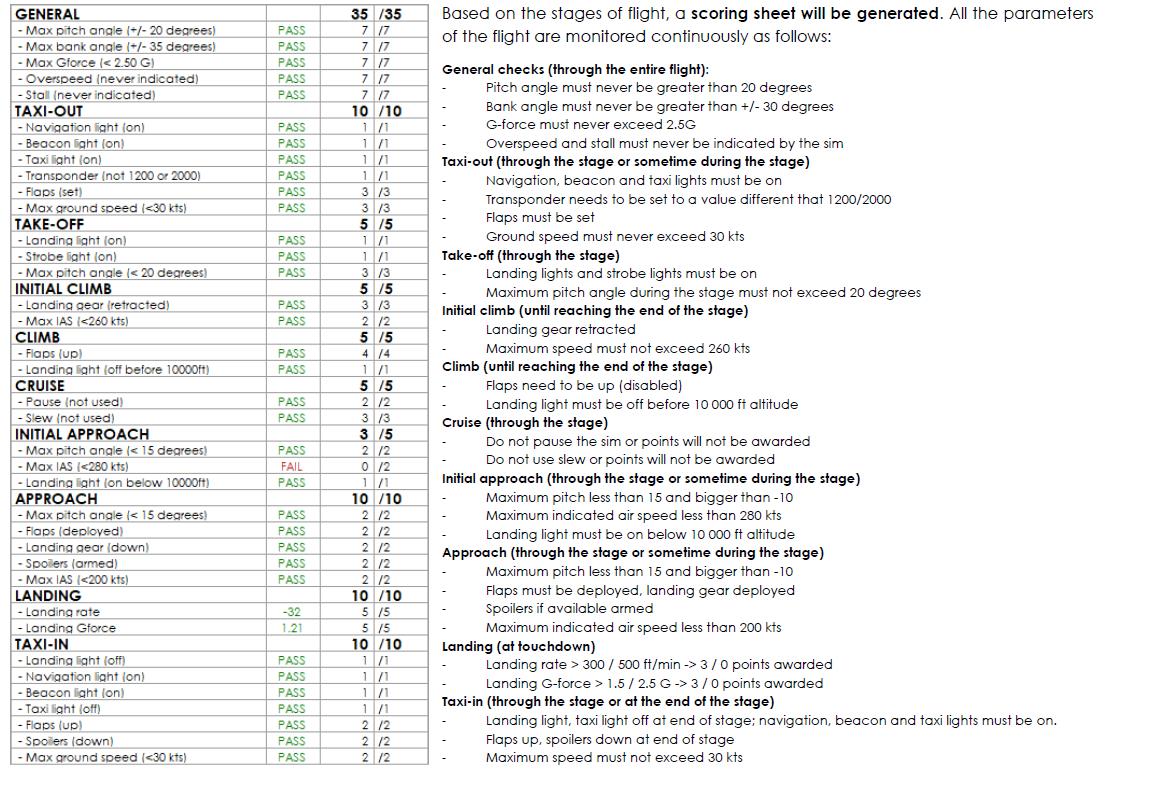 GENERAL 35 /35
- Max pitch angle (+/- 20 degrees) PASS 7 /7
- Max bank angle (+/- 35 degrees) PASS 7 /7
- Max Gforce (< 2.50 G) PASS 7 /7
- Overspeed (never indicated) PASS 7 /7
- Stall (never indicated) PASS 7 /7
TAXI-OUT 10 /10
- Navigation light (on) PASS 1 /1
- Beacon light (on) PASS 1 /1
- Taxi light (on) PASS 1 /1
- Transponder (not 1200 or 2000) PASS 1 /1
- Flaps (set) PASS 3 /3
- Max ground speed (<30 kts) PASS 3 /3
TAKE-OFF 5 /5
- Landing light (on) PASS 1 /1
- Strobe light (on) PASS 1 /1
- Max pitch angle (< 20 degrees) PASS 3 /3
INITIAL CLIMB 5 /5
- Landing gear (retracted) PASS 3 /3
- Max IAS (<260 kts) PASS 2 /2
CLIMB 5 /5
- Flaps (up) PASS 4 /4
- Landing light (off before 10000ft) PASS 1 /1
CRUISE 5 /5
- Pause (not used) PASS 2 /2
- Slew (not used) PASS 3 /3
INITIAL APPROACH 3 /5
- Max pitch angle (< 15 degrees) PASS 2 /2
- Max IAS (<280 kts) FAIL 0 /2
- Landing light (on below 10000ft) PASS 1 /1
APPROACH 10 /10
- Max pitch angle (< 15 degrees) PASS 2 /2
- Flaps (deployed) PASS 2 /2
- Landing gear (down) PASS 2 /2
- Spoilers (armed) PASS 2 /2
- Max IAS (<200 kts) PASS 2 /2
LANDING 10 /10
- Landing rate -32 5 /5
- Landing Gforce 1.21 5 /5
TAXI-IN 10 /10
- Landing light (off) PASS 1 /1
- Navigation light (on) PASS 1 /1
- Beacon light (on) PASS 1 /1
- Taxi light (off) PASS 1 /1
- Flaps (up) PASS 2 /2
- Spoilers (down) PASS 2 /2
- Max ground speed (<30 kts) PASS 2 /2
Based on the stages of flight, a scoring sheet will be generated. All the parameters
of the flight are monitored continuously as follows:
General checks (through the entire flight):
- Pitch angle must never be greater than 20 degrees
- Bank angle must never be greater than +/- 30 degrees
- G-force must never exceed 2.5G
- Overspeed and stall must never be indicated by the sim
Taxi-out (through the stage or sometime during the stage)
- Navigation, beacon and taxi lights must be on
- Transponder needs to be set to a value different that 1200/2000
- Flaps must be set
- Ground speed must never exceed 30 kts
Take-off (through the stage)
- Landing lights and strobe lights must be on
- Maximum pitch angle during the stage must not exceed 20 degrees
Initial climb (until reaching the end of the stage)
- Landing gear retracted
- Maximum speed must not exceed 260 kts
Climb (until reaching the end of the stage)
- Flaps need to be up (disabled)
- Landing light must be off before 10 000 ft altitude
Cruise (through the stage)
- Do not pause the sim or points will not be awarded
- Do not use slew or points will not be awarded
Initial approach (through the stage or sometime during the stage)
- Maximum pitch less than 15 and bigger than -10
- Maximum indicated air speed less than 280 kts
- Landing light must be on below 10 000 ft altitude
Approach (through the stage or sometime during the stage)
- Maximum pitch less than 15 and bigger than -10
- Flaps must be deployed, landing gear deployed
- Spoilers if available armed
- Maximum indicated air speed less than 200 kts
Landing (at touchdown)
- Landing rate > 300 / 500 ft/min -> 3 / 0 points awarded
- Landing G-force > 1.5 / 2.5 G -> 3 / 0 points awarded
Taxi-in (through the stage or at the end of the stage)
- Landing light, taxi light off at end of stage; navigation, beacon and taxi lights must be on.
- Flaps up, spoilers down at end of stage
- Maximum speed must not exceed 30 kts